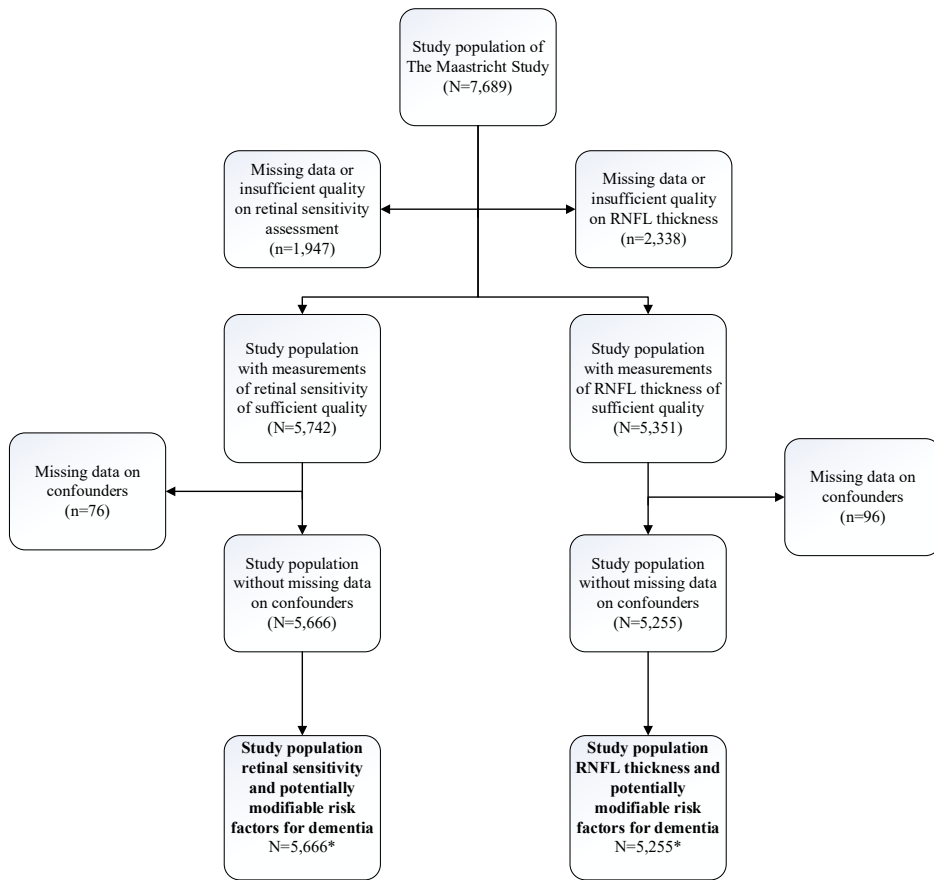 Study population of
The Maastricht Study
(N=7,689)
Missing data or
insufficient quality
on retinal sensitivity
assessment
(n=1,947)
Missing data or
insufficient quality
on RNFL thickness
(n=2,338)
Study population
with measurements
of retinal sensitivity
of sufficient quality
(N=5,742)
Study population
with measurements
of RNFL thickness of
sufficient quality
(N=5,351)
Missing data on
confounders
(n=76)
Missing data on
confounders
(n=96)
Study population
without missing data
on confounders
(N=5,666)
Study population
without missing data
on confounders
(N=5,255)
Study population
retinal sensitivity
and potentially
modifiable risk
factors for dementia
N=5,666*
Study population
RNFL thickness and
potentially
modifiable risk
factors for dementia
N=5,255*